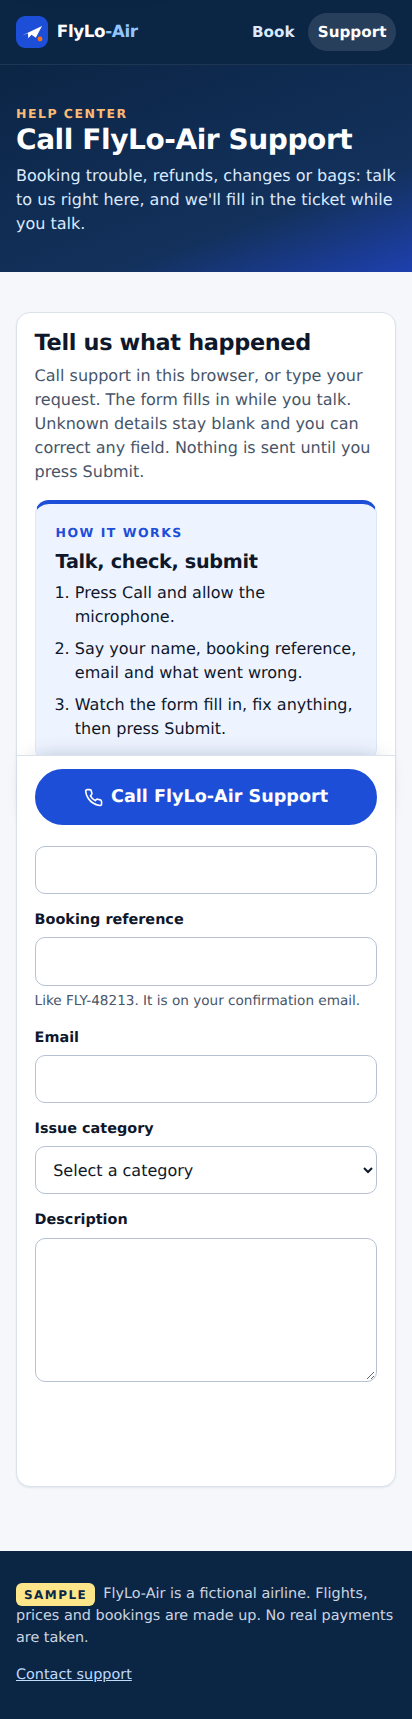 FlyLo-Air
Book
Support
HELP CENTER
Call FlyLo-Air Support
Booking trouble, refunds, changes or bags: talk
to us right here, and we'll fill in the ticket while
you talk.
Tell us what happened
Call support in this browser, or type your
request. The form fills in while you talk.
Unknown details stay blank and you can
correct any field. Nothing is sent until you
press Submit.
HOW IT WORKS
Talk, check, submit
1. Press Call and allow the
microphone.
2. Say your name, booking reference,
email and what went wrong.
3. Watch the form fill in, fix anything,
then press Submit.
Call FlyLo-Air Support
Booking reference
Like FLY-48213. It is on your confirmation email.
Email
Issue category
Select a category
Description
SAMPLE FlyLo-Air is a fictional airline. Flights,
prices and bookings are made up. No real payments
are taken.
Contact support